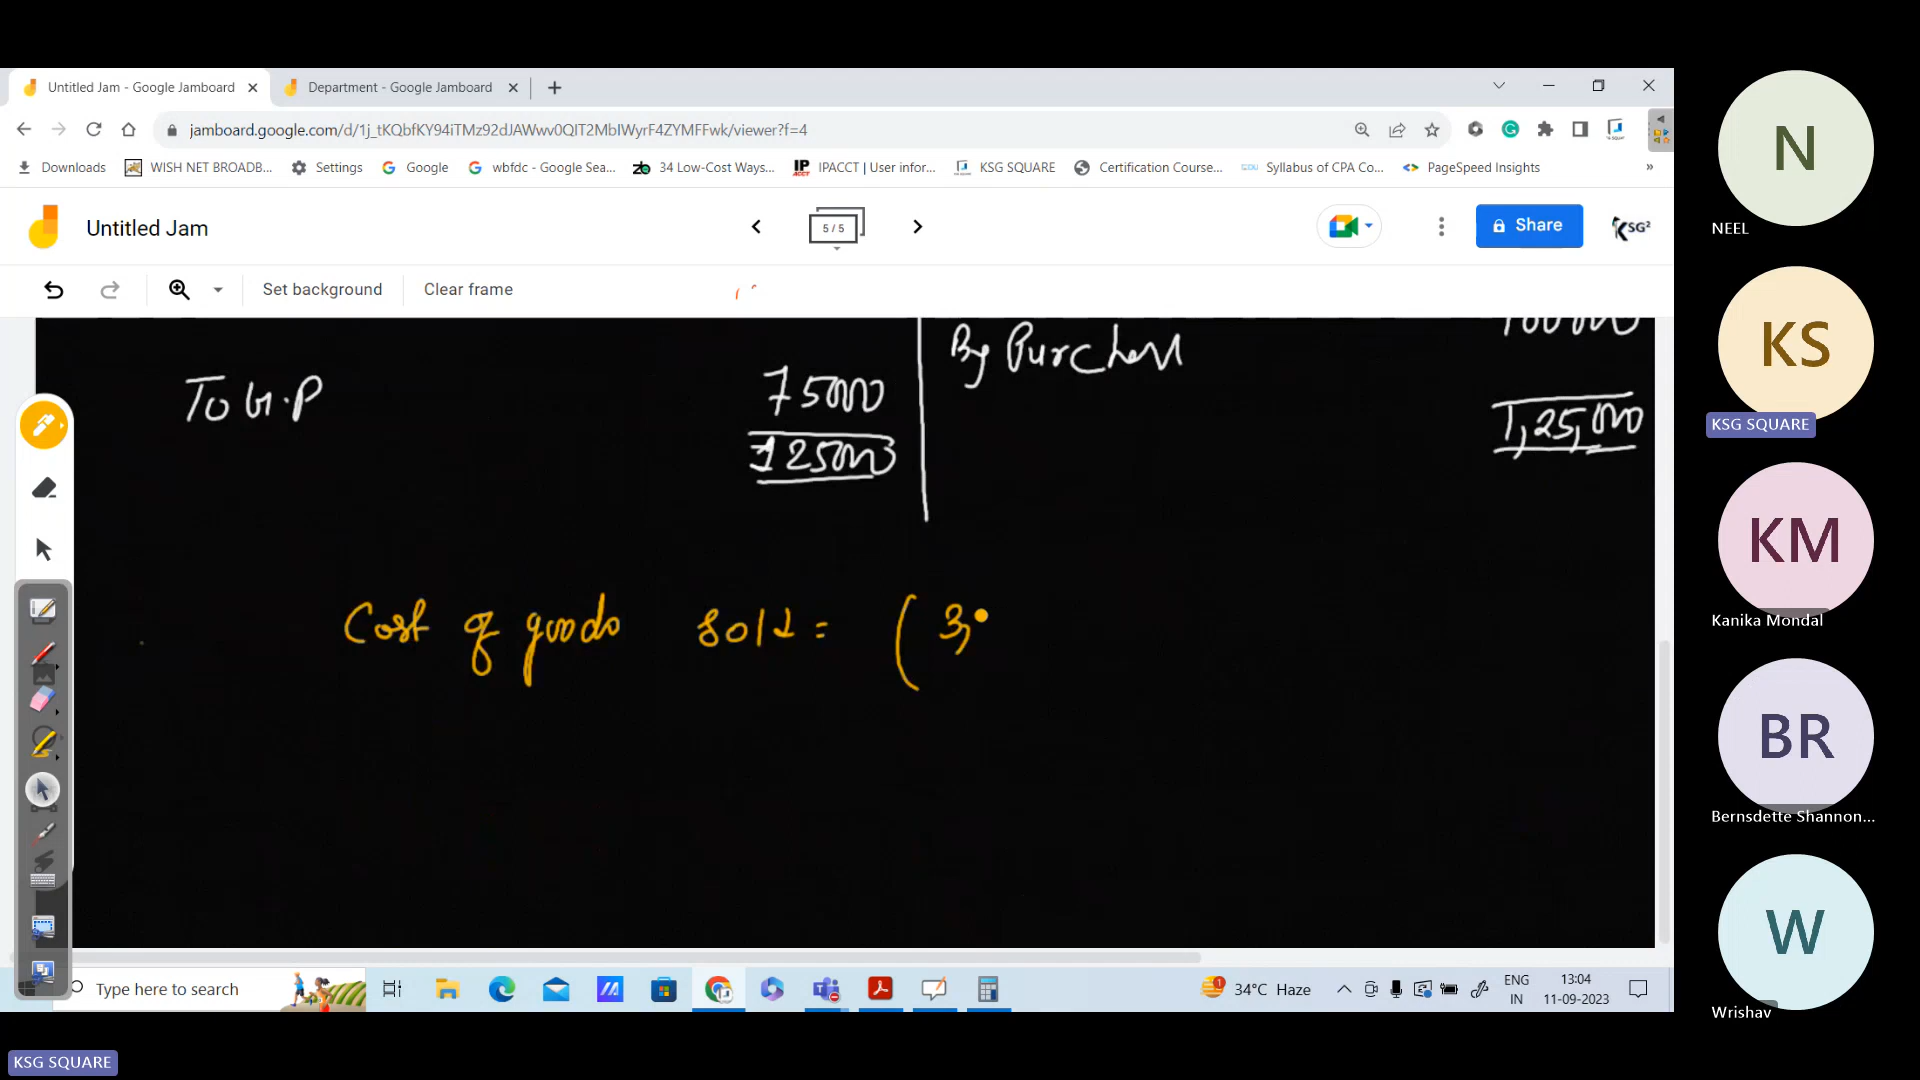 Untitled Jam - Google Jamboard
Department - Google Jamboard
jamboard.google.com/d/1j_tKQbfKY94iTMz92dJAWwv0QIT2MbIWyrF4ZYMFFwk/viewer?f=4
Downloads
WISH NET BROADB...
Settings
Google
wbfdc - Google Sea...
34 Low-Cost Ways...
IPACCT | User infor...
KSG SQUARE
Certification Course...
Syllabus of CPA Co...
PageSpeed Insights
»
Untitled Jam
5 / 5
Share
KSG²
Set background
Clear frame
By Purchase
To G.P
75000
125000
1,25,000
Cost of goods sold = ( 3,
Type here to search
34°C Haze
ENG
IN
13:04
11-09-2023
N
NEEL
KS
KSG SQUARE
KM
Kanika Mondal
BR
Bernsdette Shannon...
W
Wrishav
KSG SQUARE